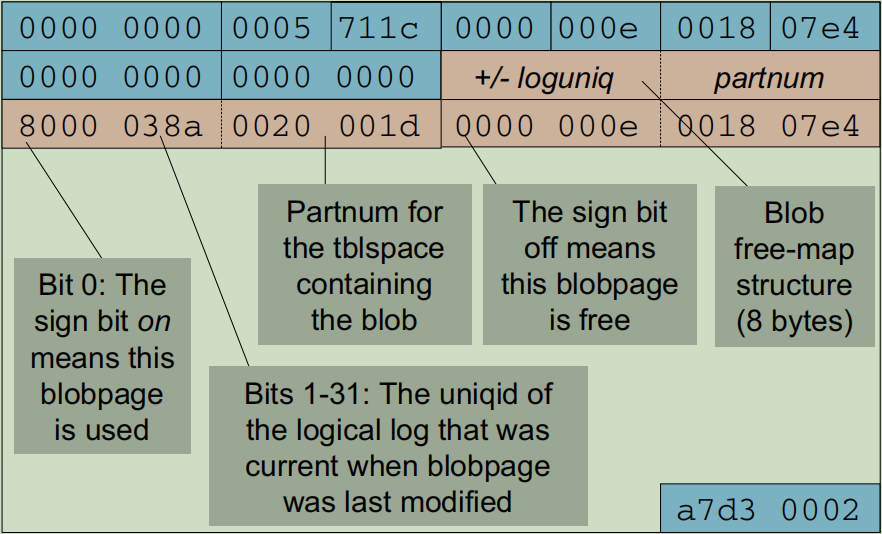 0000 0000 0005 711c 0000 000e 0018 07e4
0000 0000 0000 0000 +/- loguniq partnum
8000 038a 0020 001d 0000 000e 0018 07e4
Partnum for
the tblspace
containing
the blob
The sign bit
off means
this blobpage
is free
Blob
free-map
structure
(8 bytes)
Bit 0: The
sign bit on
means this
blobpage
is used
Bits 1-31: The uniqid of
the logical log that was
current when blobpage
was last modified
a7d3 0002